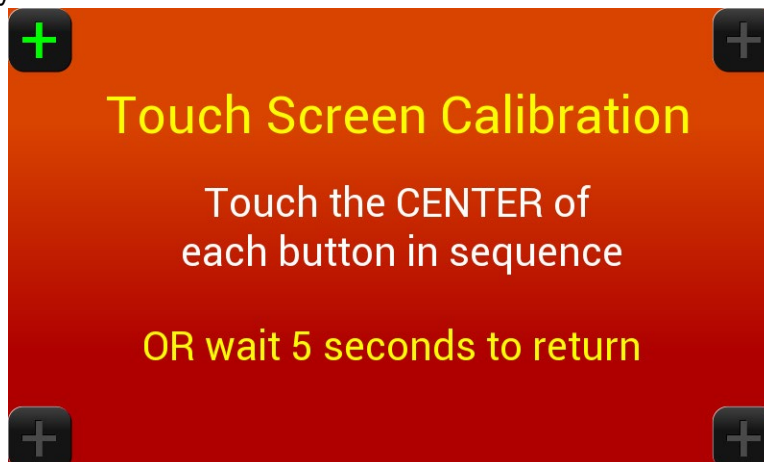 Touch Screen Calibration
Touch the CENTER of
each button in sequence
OR wait 5 seconds to return